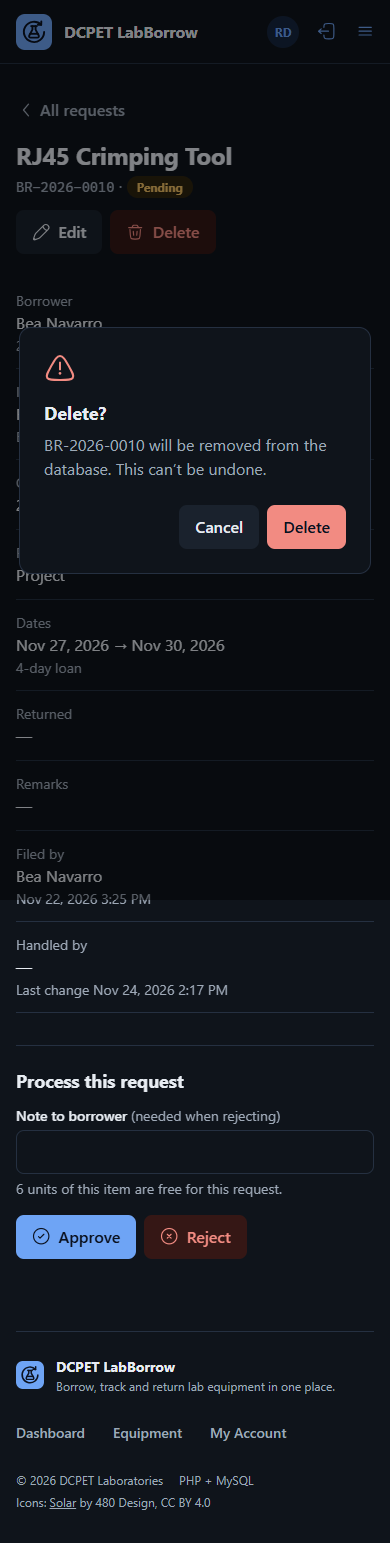 DCPET LabBorrow
RD
All requests
RJ45 Crimping Tool
BR-2026-0010 · Pending
Edit
Delete
Borrower
Bea Navarro
Delete?
BR-2026-0010 will be removed from the
database. This can't be undone.
Cancel
Delete
Project
Dates
Nov 27, 2026 → Nov 30, 2026
4-day loan
Returned
—
Remarks
—
Filed by
Bea Navarro
Nov 22, 2026 3:25 PM
Handled by
—
Last change Nov 24, 2026 2:17 PM
Process this request
Note to borrower (needed when rejecting)
6 units of this item are free for this request.
Approve
Reject
DCPET LabBorrow
Borrow, track and return lab equipment in one place.
Dashboard
Equipment
My Account
© 2026 DCPET Laboratories
PHP + MySQL
Icons: Solar by 480 Design, CC BY 4.0